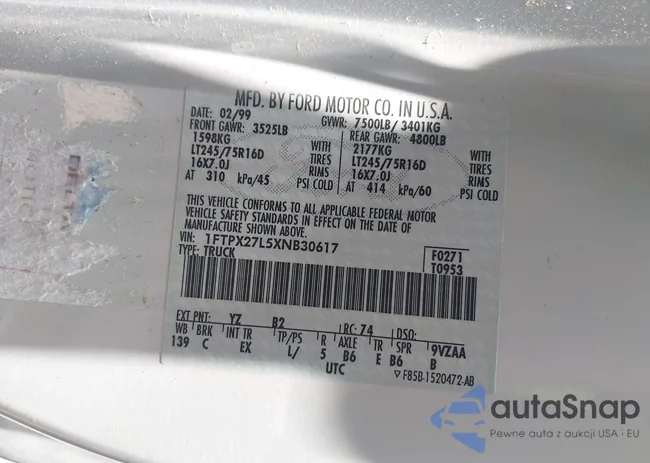 MFD. BY FORD MOTOR CO. IN U.S.A.
DATE: 02/99 GVWR: 7500LB/ 3401KG
FRONT GAWR: 3525LB REAR GAWR: 4800LB
1598KG WITH 2177KG WITH
LT245/75R16D TIRES LT245/75R16D TIRES
16X7.0J RINS 16X7.0J RINS
AT 310 kPa/45 PSI COLD AT 414 kPa/60 PSI COLD
THIS VEHICLE CONFORMS TO ALL APPLICABLE FEDERAL MOTOR
VEHICLE SAFETY STANDARDS IN EFFECT ON THE DATE OF
MANUFACTURE SHOWN ABOVE.
VIN: 1FTPX27L5XNB30617 F0271
TYPE: TRUCK T0953
EXT PNT: YZ B2 RC: 74 DSO:
WB BRK INT TR TP/PS R AXLE TR SPR 9VZAA
139 C EX L/ 5 B6 E B6 B
UTC ▽F85B-1520472-AB
DELTA
autaSnap
Pewne auta z aukcji USA i EU